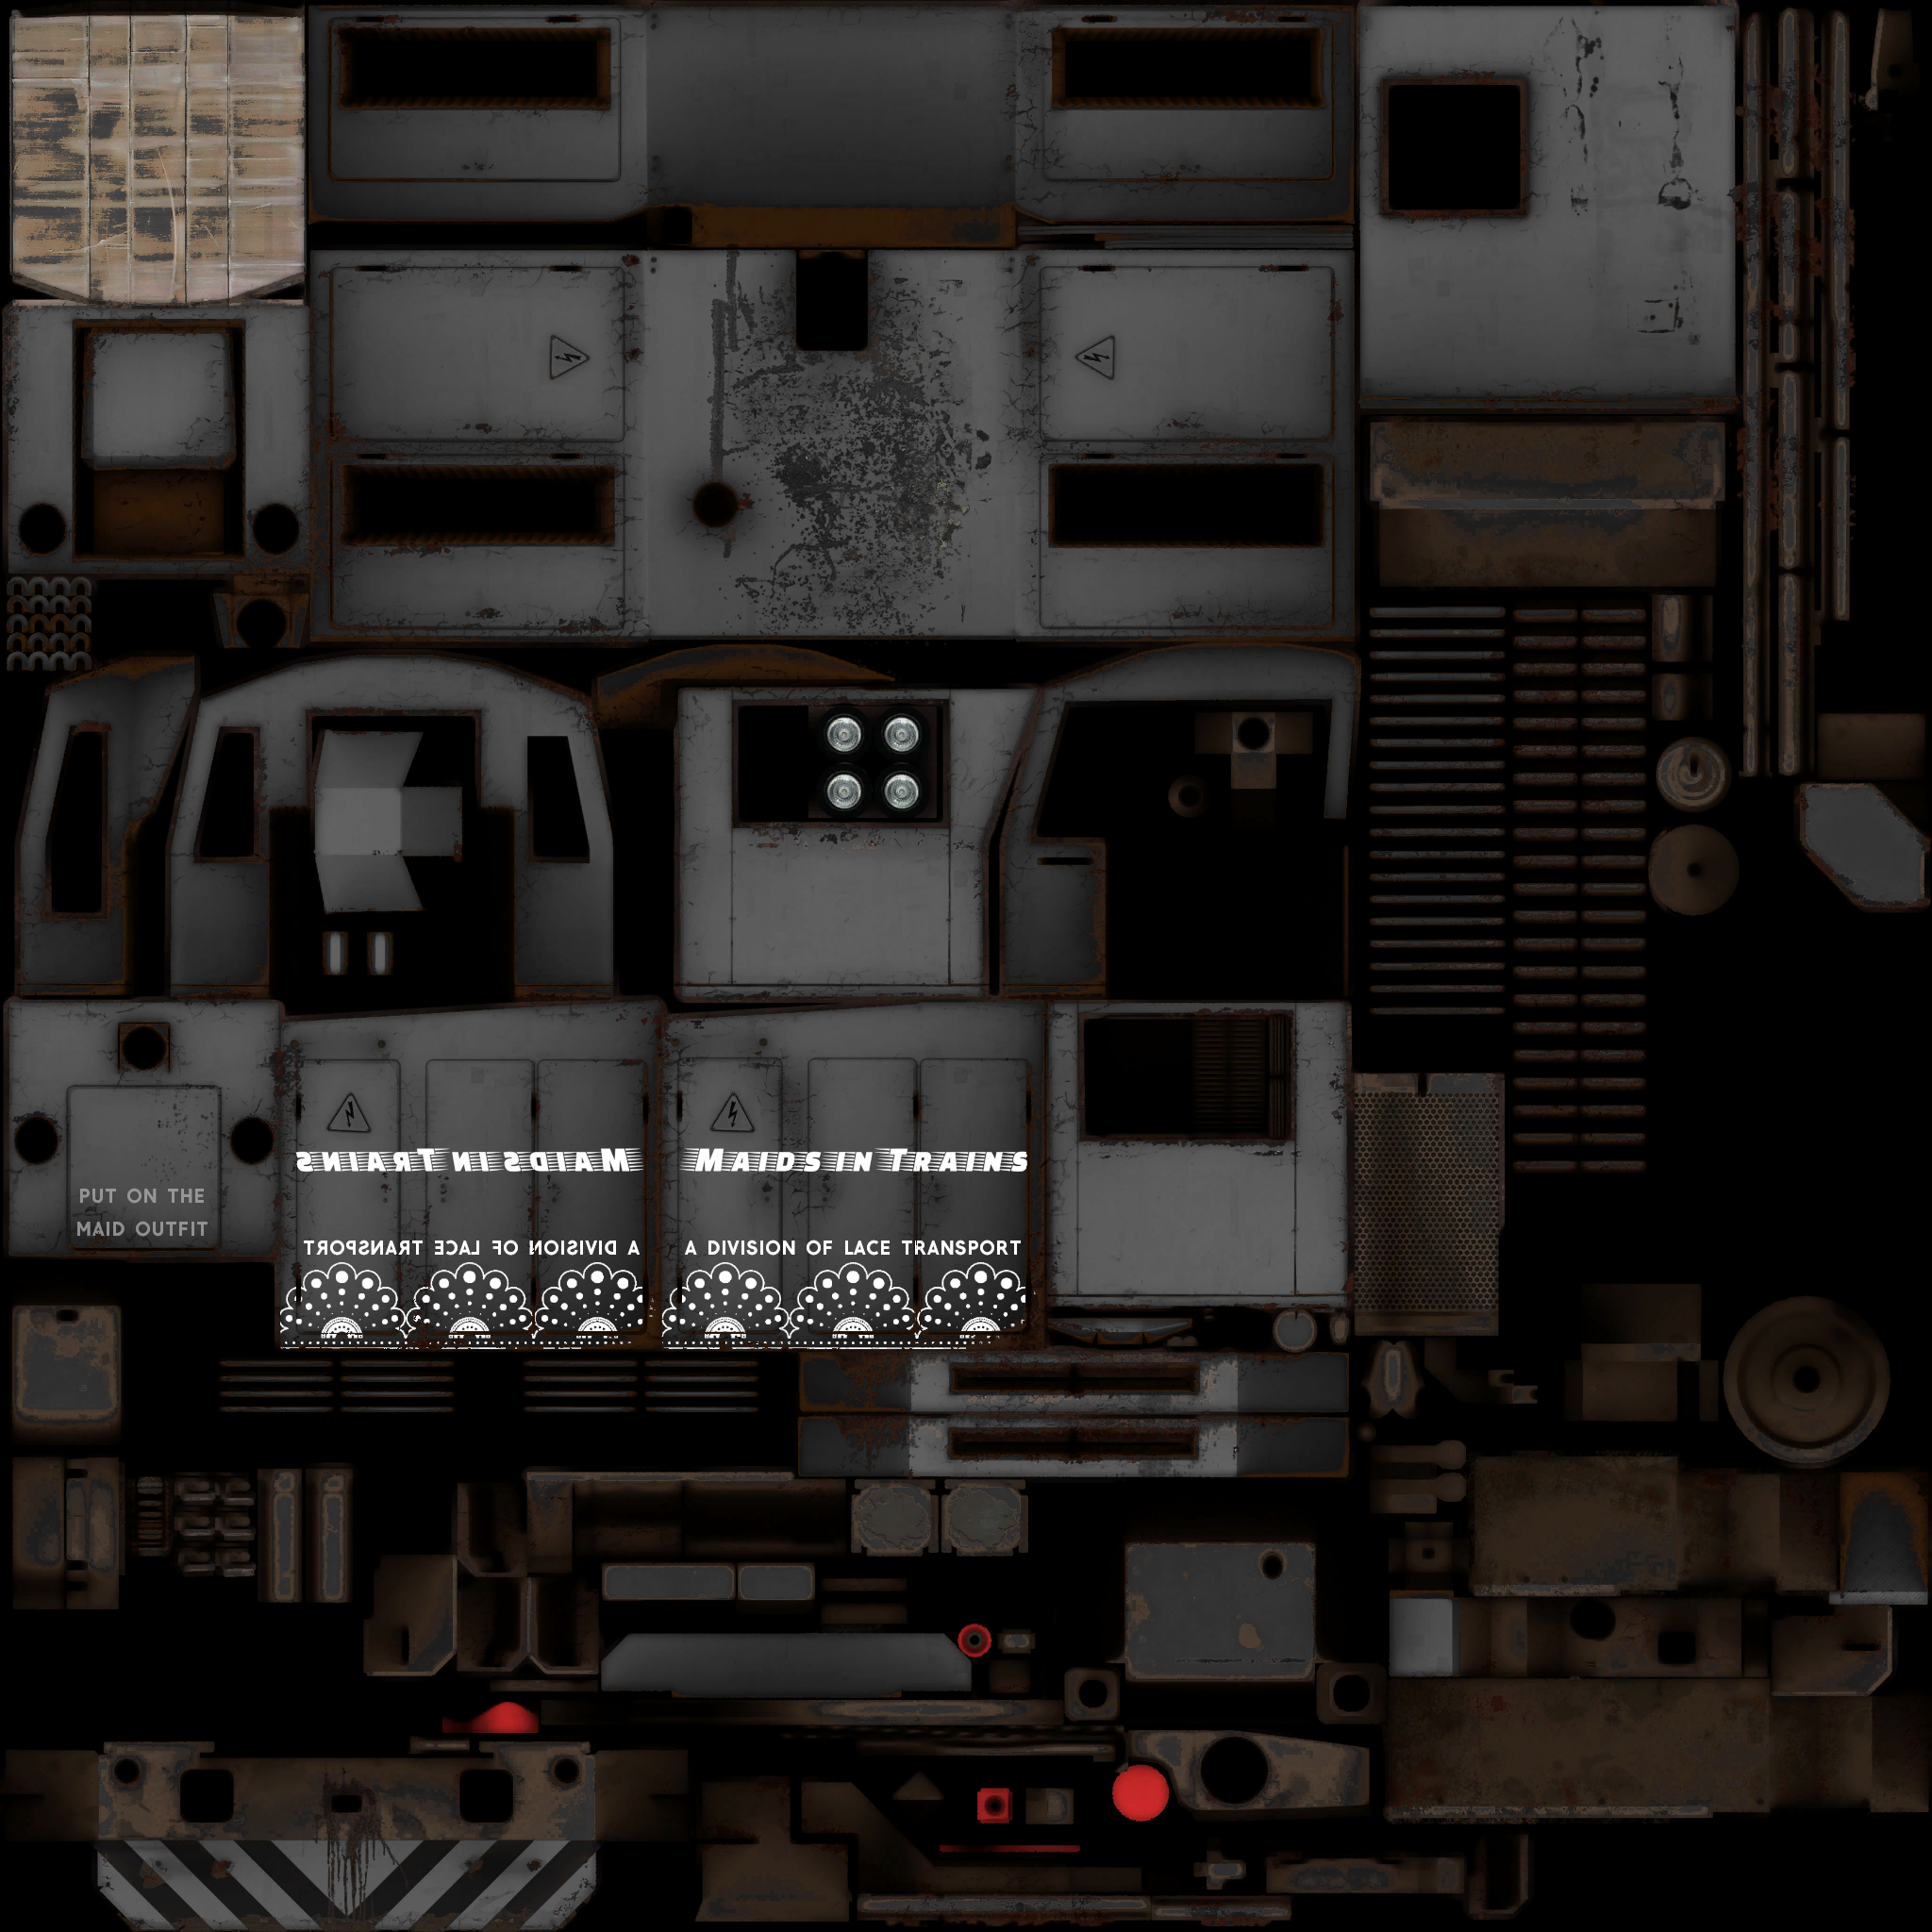 MAIDS IN TRAINS
MAIDS IN TRAINS
PUT ON THE
MAID OUTFIT
A DIVISION OF LACE TRANSPORT
A DIVISION OF LACE TRANSPORT